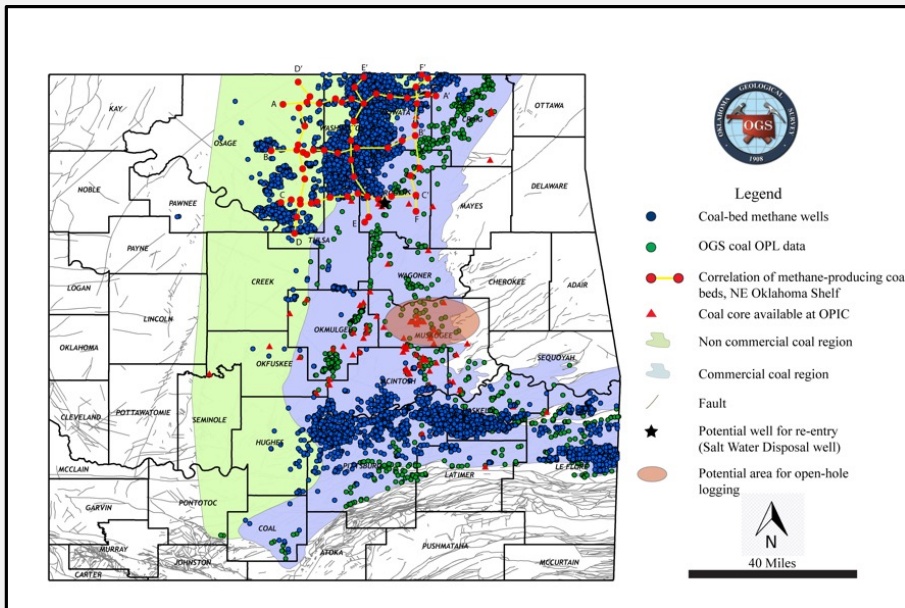 D' E' F'
KAY
A A'
OTTAWA
CRAIG
OSAGE
B B'
NOBLE
PAWNEE
DELAWARE
C C'
MAYES
E F
D
TULSA
PAYNE
CREEK
WAGONER
CHEROKEE
ADAIR
LOGAN
LINCOLN
OKMULGEE
MUSKOGEE
OKLAHOMA
OKFUSKEE
SEQUOYAH
MCINTOSH
CLEVELAND
POTTAWATOMIE
SEMINOLE
HUGHES
MCCLAIN
PITTSBURG
LATIMER
LE FLORE
GARVIN
PONTOTOC
COAL
MURRAY
ATOKA
PUSHMATAHA
JOHNSTON
MCCURTAIN
CARTER
OKLAHOMA GEOLOGICAL SURVEY
OGS
1908
Legend
Coal-bed methane wells
OGS coal OPL data
Correlation of methane-producing coal
beds, NE Oklahoma Shelf
Coal core available at OPIC
Non commercial coal region
Commercial coal region
Fault
Potential well for re-entry
(Salt Water Disposal well)
Potential area for open-hole
logging
N
40 Miles